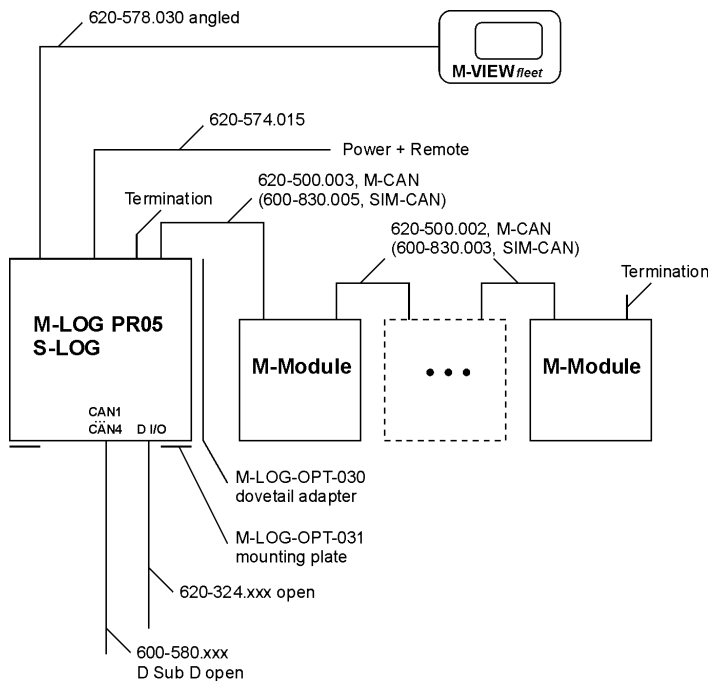 620-578.030 angled
M-VIEW fleet
620-574.015
Power + Remote
620-500.003, M-CAN
(600-830.005, SIM-CAN)
Termination
620-500.002, M-CAN
(600-830.003, SIM-CAN)
Termination
M-LOG PR05
S-LOG
M-Module
M-Module
CAN1
...
CAN4
D I/O
M-LOG-OPT-030
dovetail adapter
M-LOG-OPT-031
mounting plate
620-324.xxx open
600-580.xxx
D Sub D open